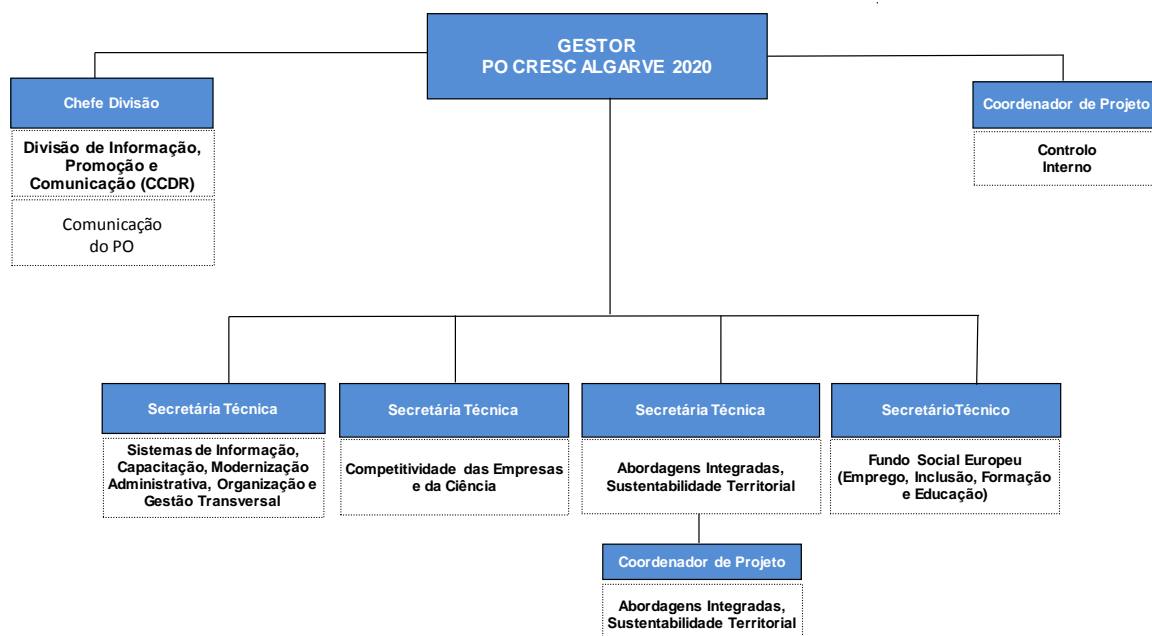 GESTOR
PO CRESC ALGARVE 2020
Chefe Divisão
Divisão de Informação,
Promoção e
Comunicação (CCDR)
Comunicação
do PO
Coordenador de Projeto
Controlo
Interno
Secretária Técnica
Sistemas de Informação,
Capacitação, Modernização
Administrativa, Organização e
Gestão Transversal
Secretária Técnica
Competitividade das Empresas
e da Ciência
Secretária Técnica
Abordagens Integradas,
Sustentabilidade Territorial
SecretárioTécnico
Fundo Social Europeu
(Emprego, Inclusão, Formação
e Educação)
Coordenador de Projeto
Abordagens Integradas,
Sustentabilidade Territorial